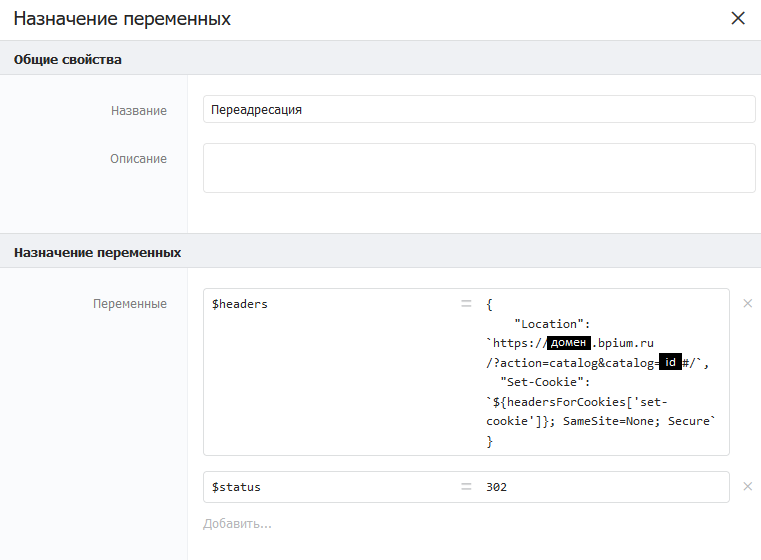 Назначение переменных
Общие свойства
Название
Переадресация
Описание
Назначение переменных
Переменные
$headers = {
"Location":
`https://домен.bpium.ru
/?action=catalog&catalog=id#/`,
"Set-Cookie":
`${headersForCookies['set-
cookie']}; SameSite=None; Secure`
}
$status = 302
Добавить...